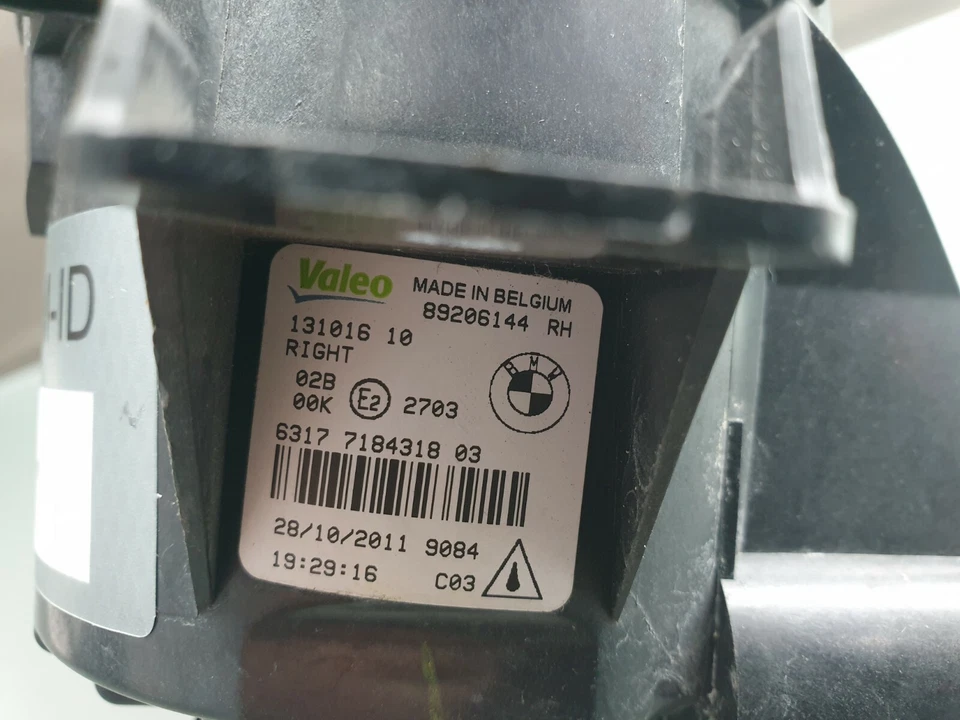 Valeo MADE IN BELGIUM
89206144 RH
131016 10
RIGHT
BMW
02B
00K E2 2703
6317 7184318 03
28/10/2011 9084
19:29:16 C03